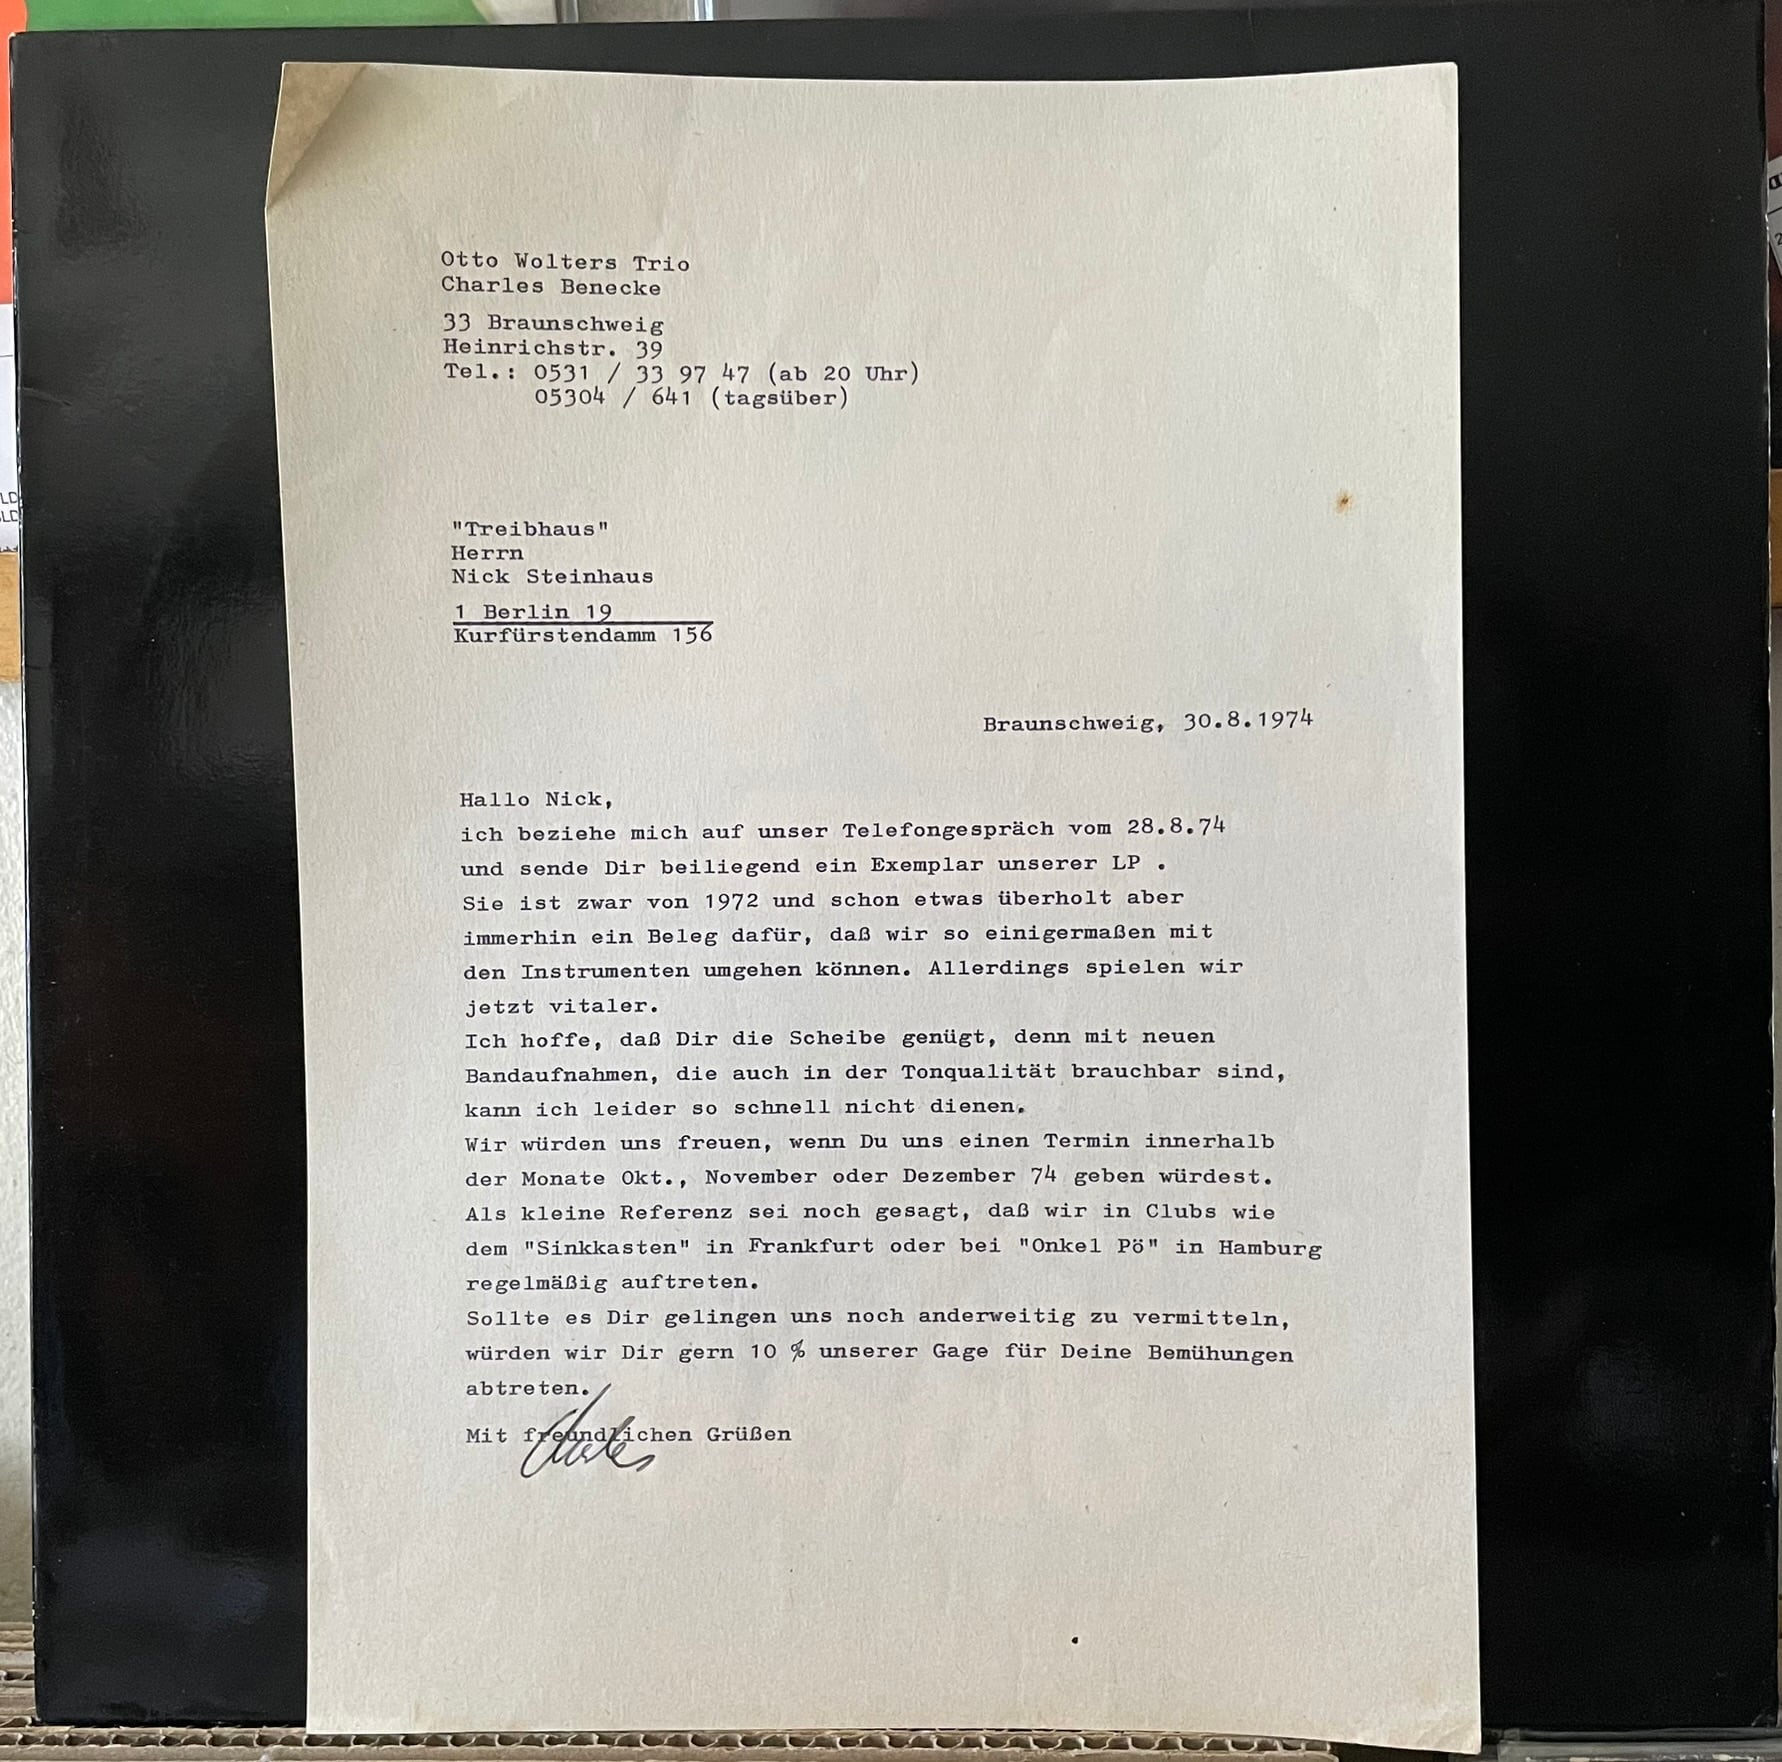 Otto Wolters Trio
Charles Benecke
33 Braunschweig
Heinrichstr. 39
Tel.: 0531 / 33 97 47 (ab 20 Uhr)
05304 / 641 (tagsüber)
"Treibhaus"
Herrn
Nick Steinhaus
1 Berlin 19
Kurfürstendamm 156
Braunschweig, 30.8.1974
Hallo Nick,
ich beziehe mich auf unser Telefongespräch vom 28.8.74
und sende Dir beiliegend ein Exemplar unserer LP .
Sie ist zwar von 1972 und schon etwas überholt aber
immerhin ein Beleg dafür, daß wir so einigermaßen mit
den Instrumenten umgehen können. Allerdings spielen wir
jetzt vitaler.
Ich hoffe, daß Dir die Scheibe genügt, denn mit neuen
Bandaufnahmen, die auch in der Tonqualität brauchbar sind,
kann ich leider so schnell nicht dienen.
Wir würden uns freuen, wenn Du uns einen Termin innerhalb
der Monate Okt., November oder Dezember 74 geben würdest.
Als kleine Referenz sei noch gesagt, daß wir in Clubs wie
dem "Sinkkasten" in Frankfurt oder bei "Onkel Pö" in Hamburg
regelmäßig auftreten.
Sollte es Dir gelingen uns noch anderweitig zu vermitteln,
würden wir Dir gern 10 % unserer Gage für Deine Bemühungen
abtreten.
Mit freundlichen Grüßen
Charles